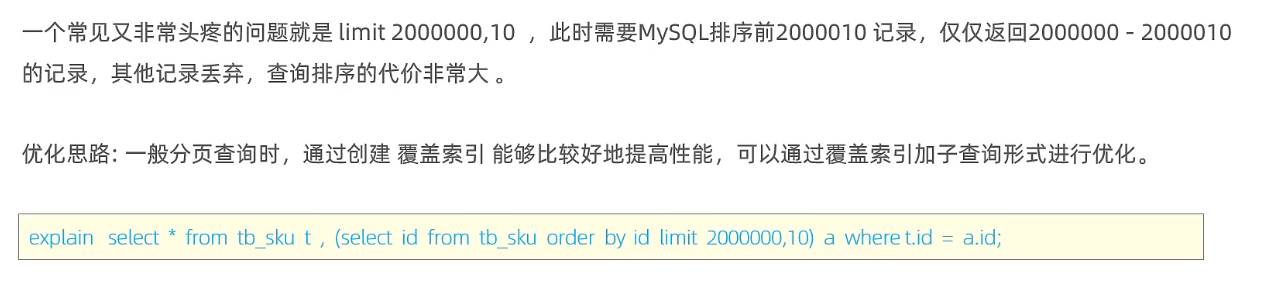 一个常见又非常头疼的问题就是 limit 2000000,10 ，此时需要MySQL排序前2000010 记录，仅仅返回2000000 - 2000010
的记录，其他记录丢弃，查询排序的代价非常大 。
优化思路: 一般分页查询时，通过创建 覆盖索引 能够比较好地提高性能，可以通过覆盖索引加子查询形式进行优化。
explain select * from tb_sku t , (select id from tb_sku order by id limit 2000000,10) a where t.id = a.id;